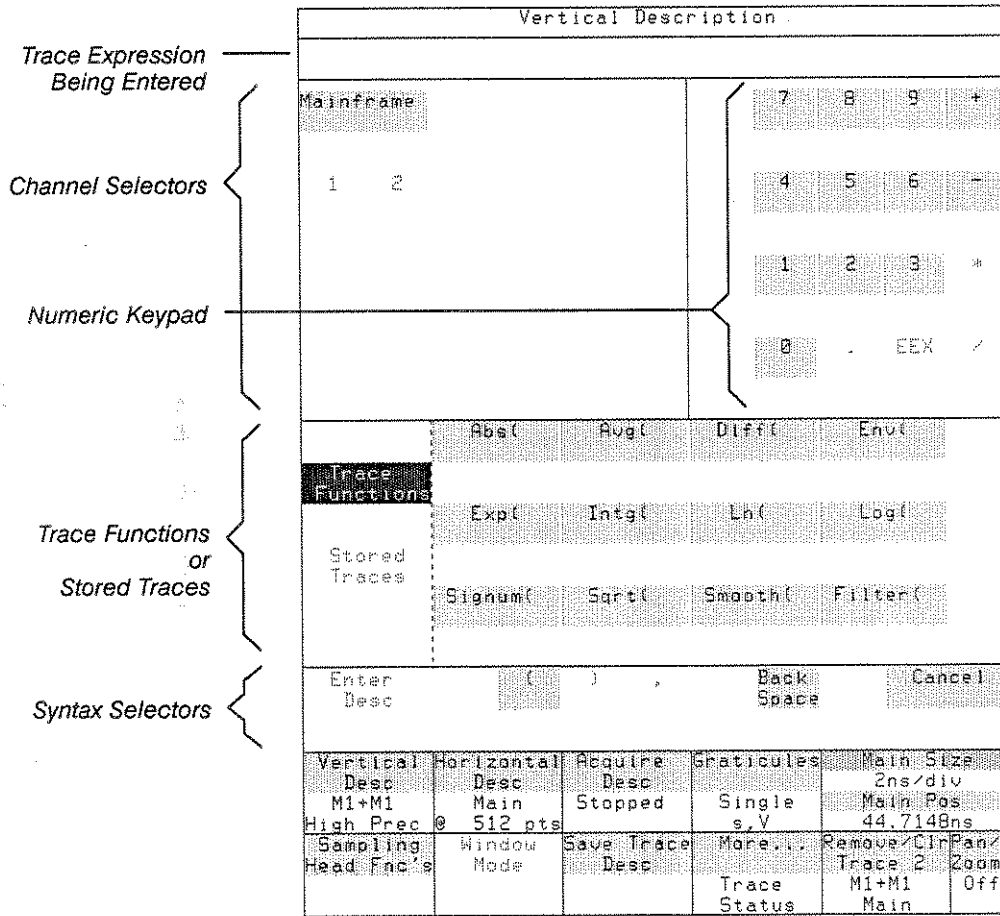 Vertical Description
Trace Expression
Being Entered
Mainframe
7 8 9 +
Channel Selectors
1 2
4 5 6 -
1 2 3 *
Numeric Keypad
0 . EEX /
Abs( Avg( Diff( Env(
Trace
Functions
Exp( Intg( Ln( Log(
Trace Functions
or
Stored Traces
Stored
Traces
Signum( Sqrt( Smooth( Filter(
Syntax Selectors
Enter
Desc
( ) ,
Back
Space
Cancel
Vertical
Desc
M1+M1
High Prec
Horizontal
Desc
Main
@ 512 pts
Acquire
Desc
Stopped
Graticules
Single
s,V
Main Size
2ns/div
Main Pos
44.7148ns
Sampling
Head Fnc's
Window
Mode
Save Trace
Desc
More...
Trace
Status
Remove/Clr
Trace 2
M1+M1
Main
Pan/
Zoom
Off